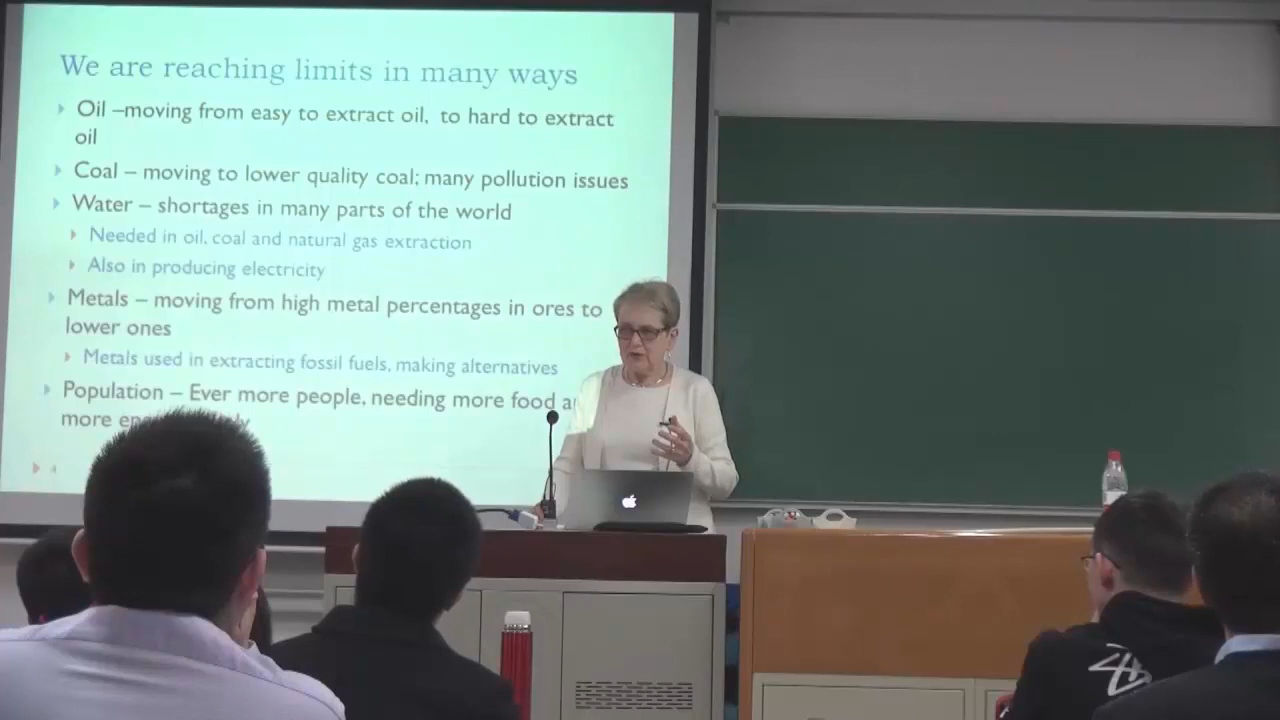 We are reaching limits in many ways
Oil –moving from easy to extract oil, to hard to extract
oil
Coal – moving to lower quality coal; many pollution issues
Water – shortages in many parts of the world
Needed in oil, coal and natural gas extraction
Also in producing electricity
Metals – moving from high metal percentages in ores to
lower ones
Metals used in extracting fossil fuels, making alternatives
Population – Ever more people, needing more food
more